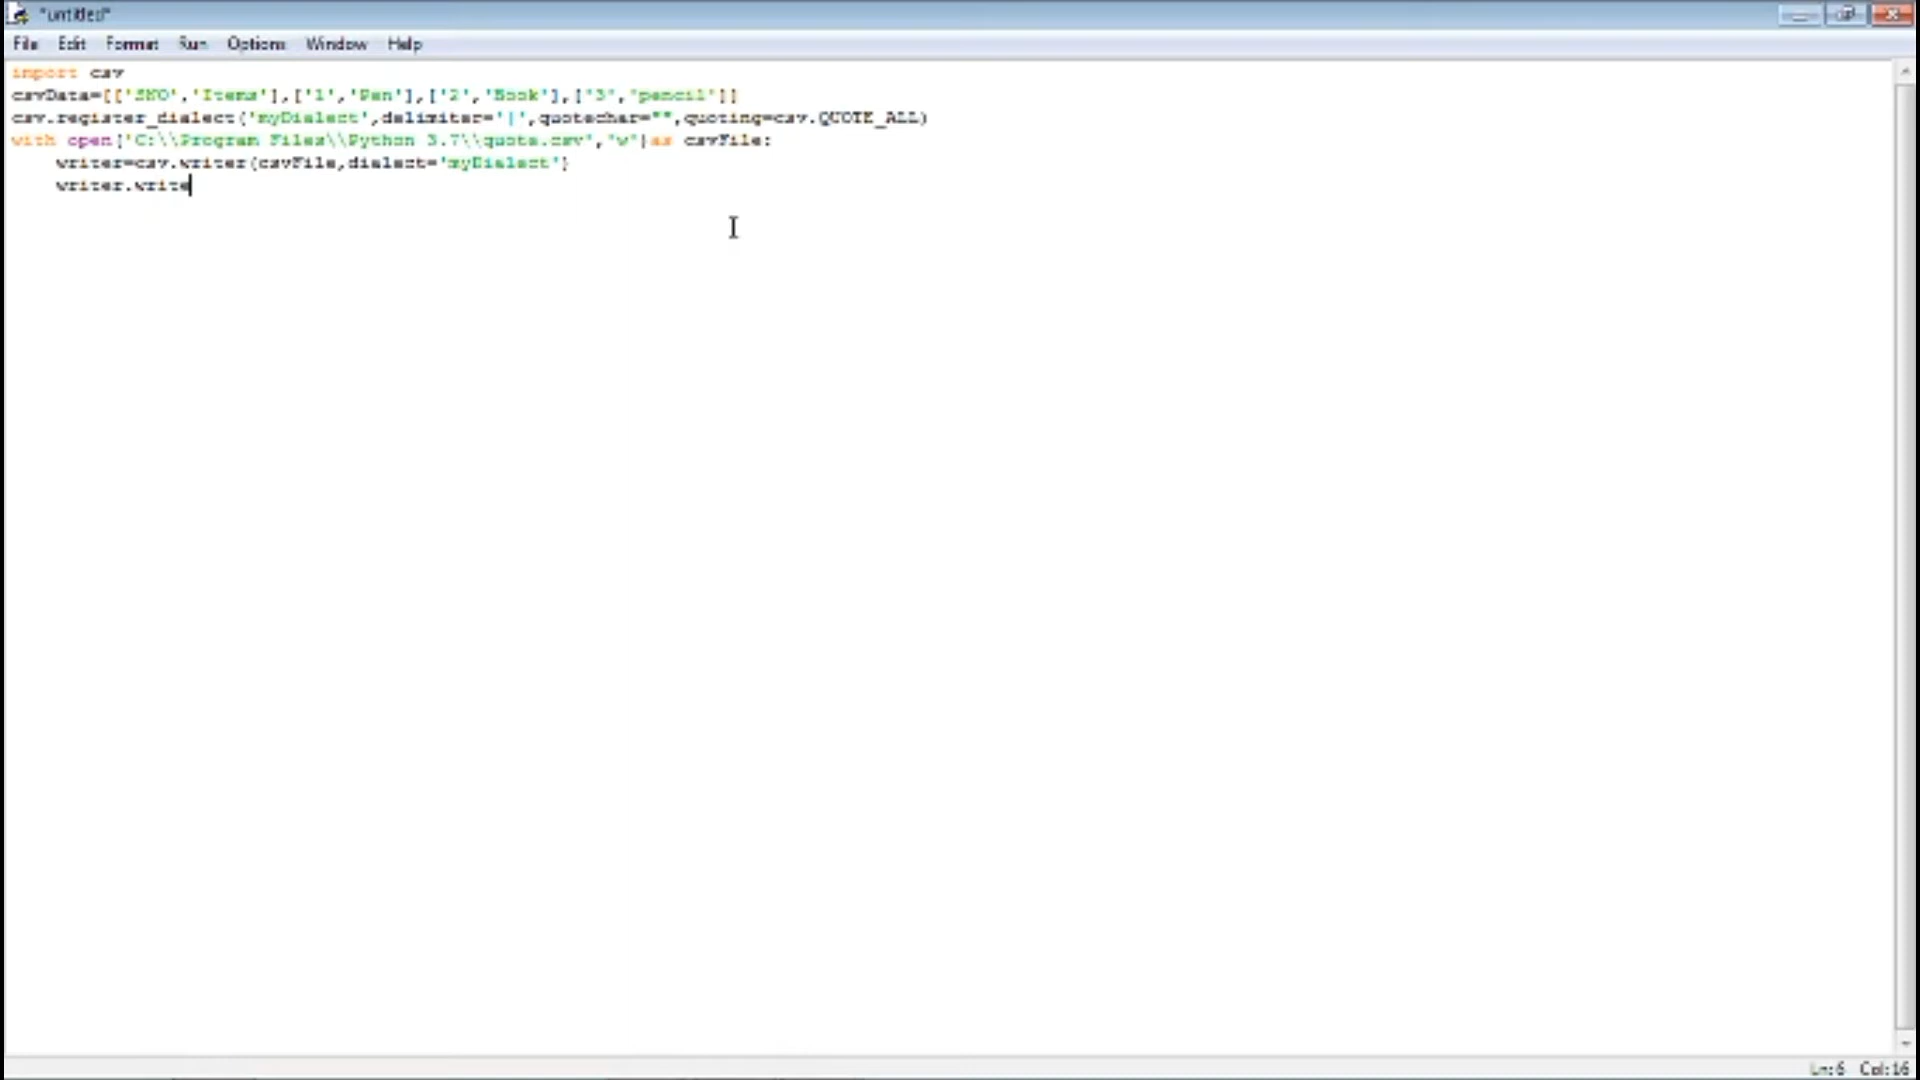 *untitled*
File Edit Format Run Options Window Help
import csv
csvData=[['SNO','Items'],['1','Pen'],['2','Book'],['3','pencil']]
csv.register_dialect('myDialect',delimiter='|',quotechar='"',quoting=csv.QUOTE_ALL)
with open('C:\\Program Files\\Python 3.7\\quote.csv','w')as csvFile:
    writer=csv.writer(csvFile,dialect='myDialect')
    writer.write
Ln:6 Col:16